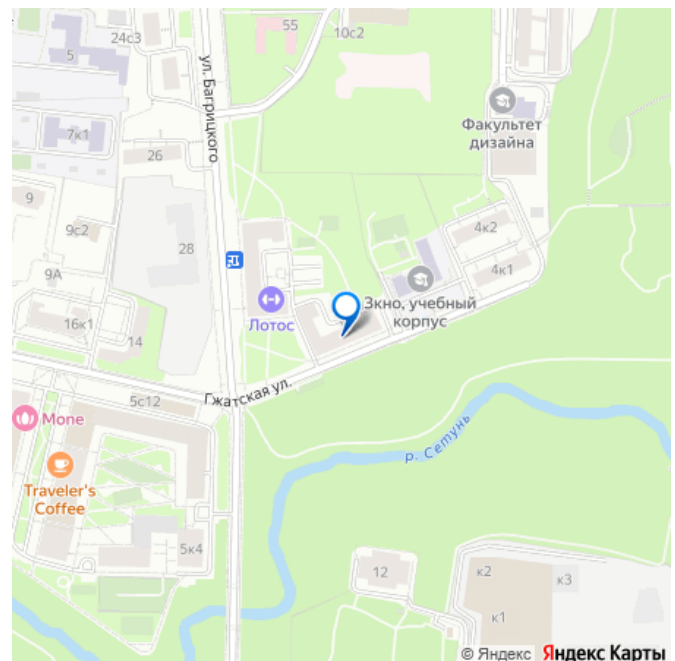 24с3
55
10с2
5
ул. Багрицкого
7к1
1
26
Факультет
дизайна
9
9с2
28
4к2
9А
4к1
Зкно, учебный
корпус
Лотос
16к1
14
Гжатская ул.
5с12
Mone
р. Сетунь
Traveler's
Coffee
5к4
12
к2
к3
к1
© Яндекс Яндекс Карты